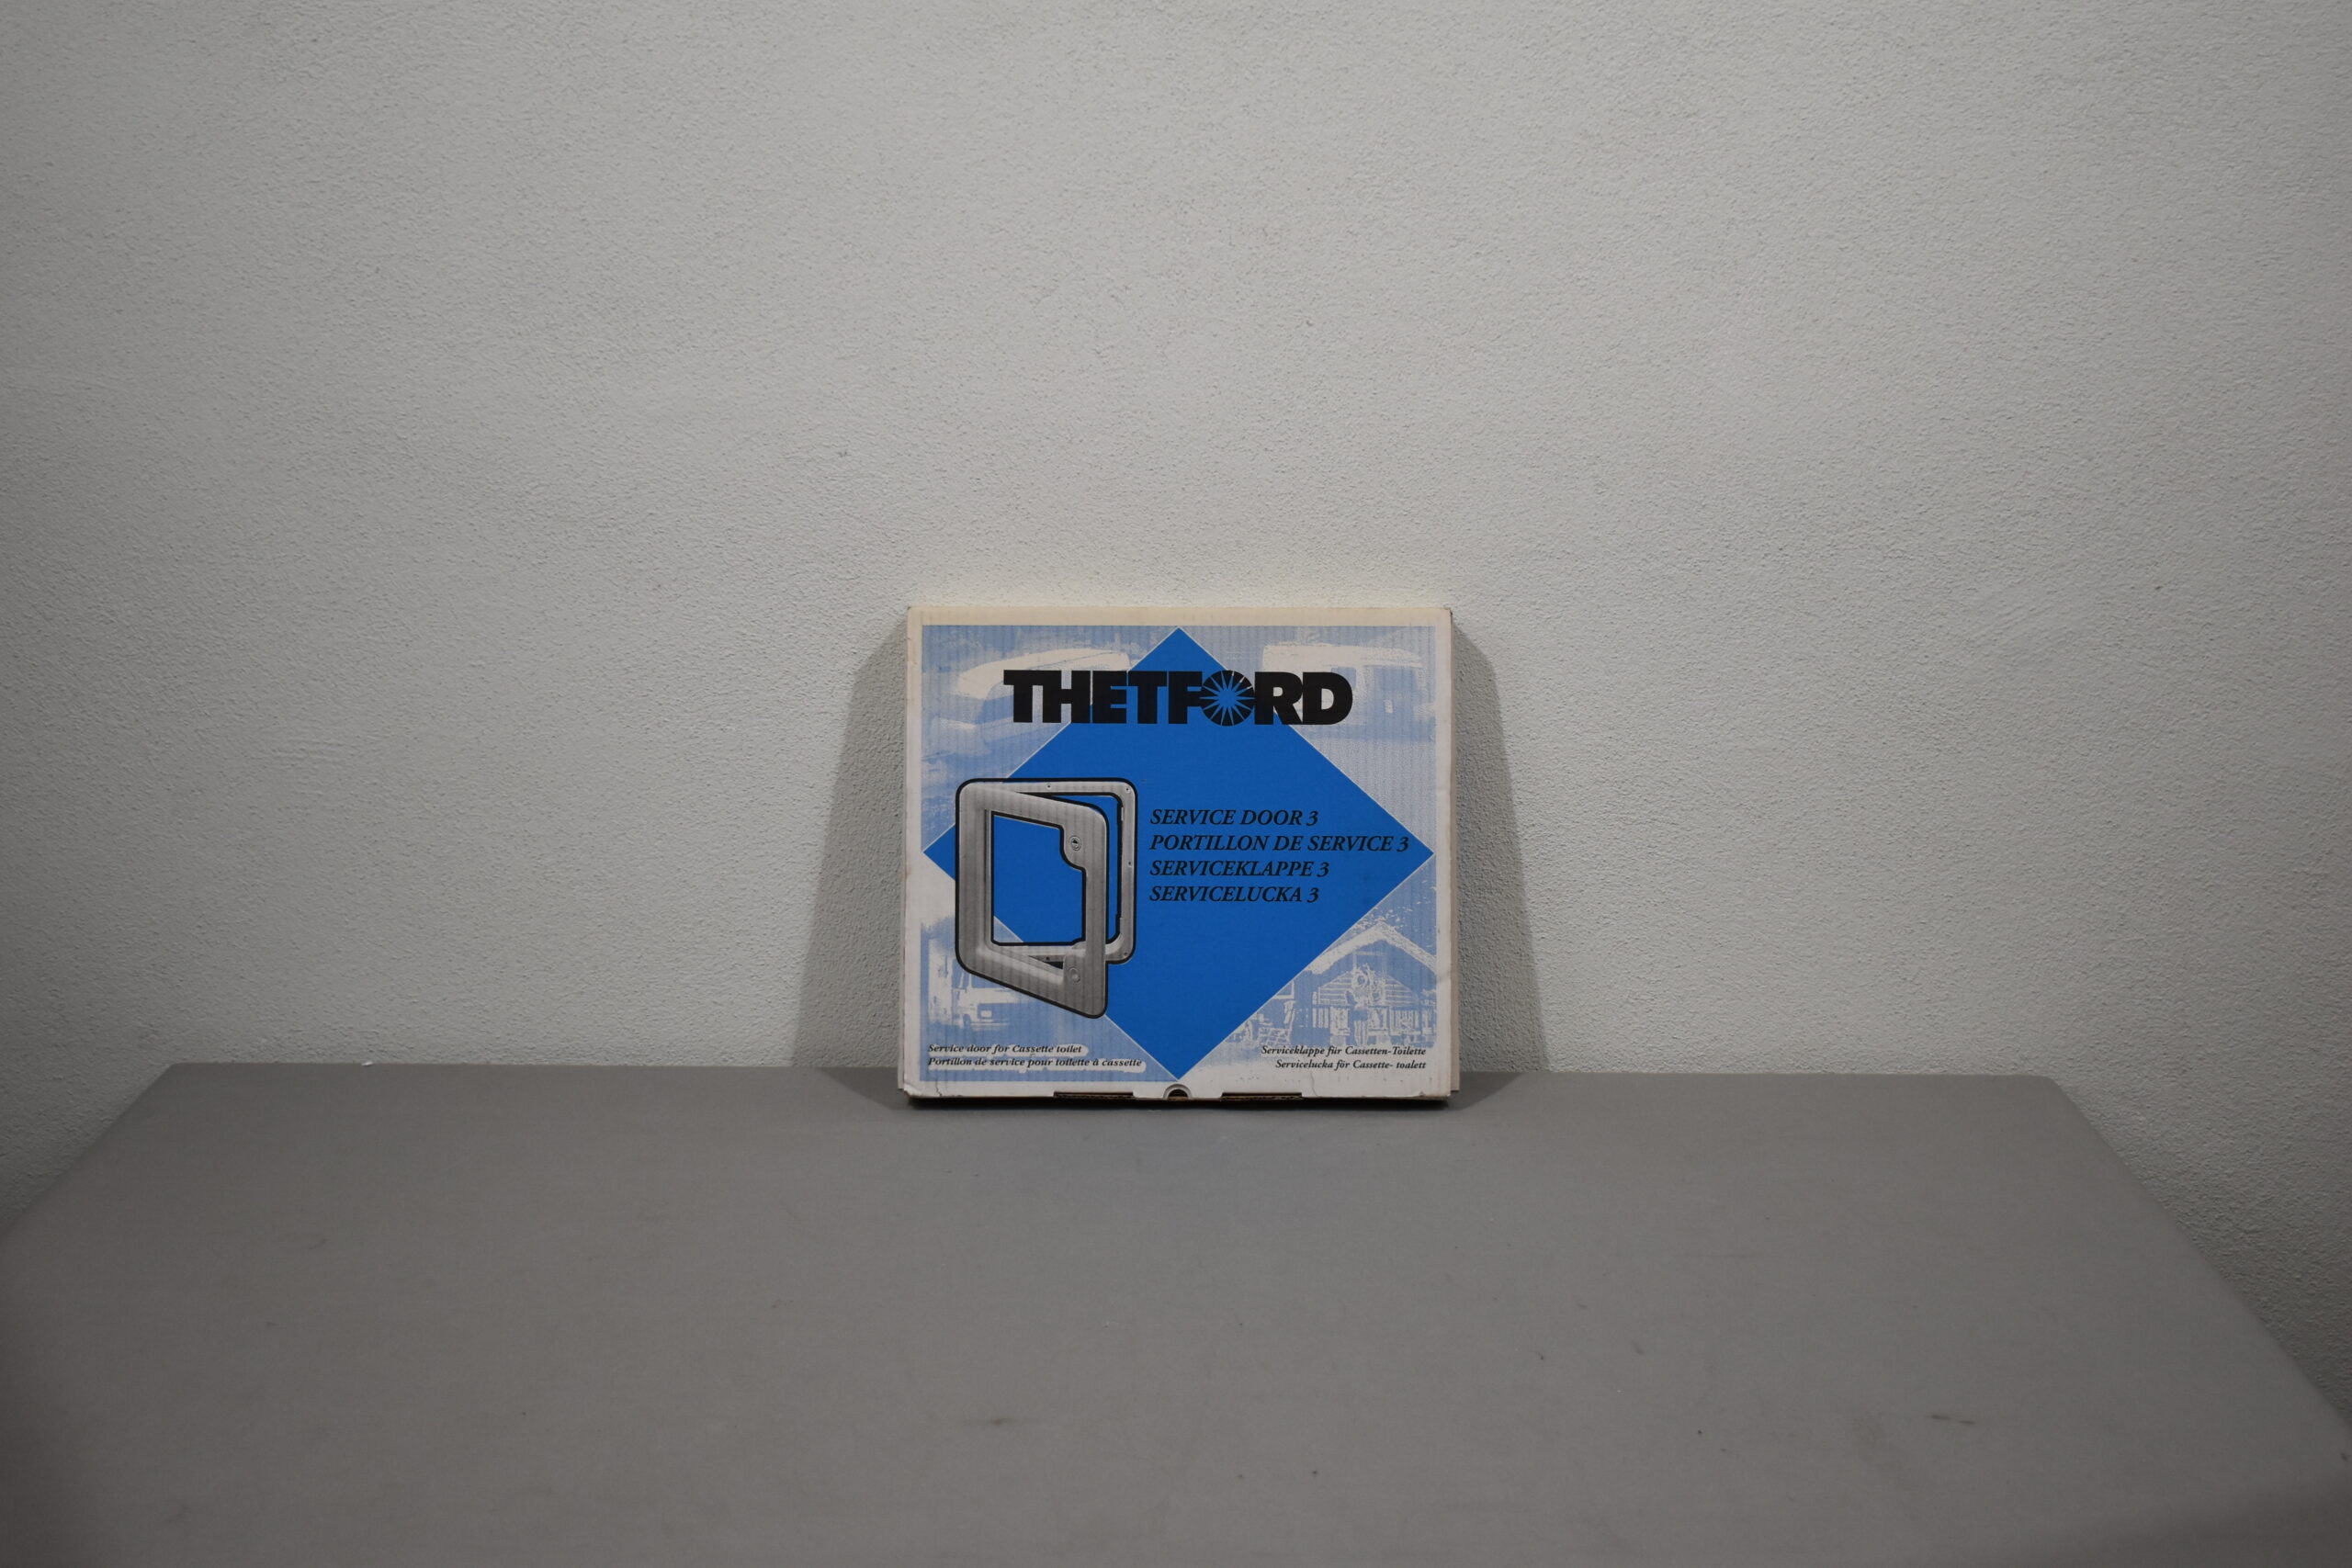 THETFORD
SERVICE DOOR 3
PORTILLON DE SERVICE 3
SERVICEKLAPPE 3
SERVICELUCKA 3
Service door for Cassette toilet
Portillon de service pour toilette à cassette
Serviceklappe für Cassetten-Toilette
Servicelucka för Cassette- toalett